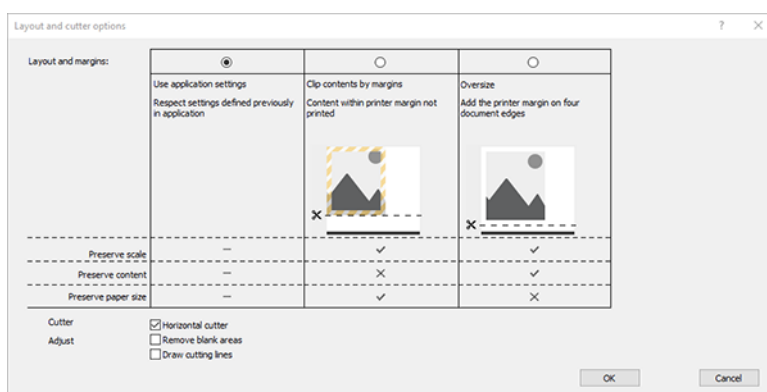 Layout and cutter options
Layout and margins:
Use application settings
Respect settings defined previously
in application
Clip contents by margins
Content within printer margin not
printed
Oversize
Add the printer margin on four
document edges
Preserve scale
Preserve content
Preserve paper size
Cutter
Horizontal cutter
Adjust
Remove blank areas
Draw cutting lines
OK
Cancel